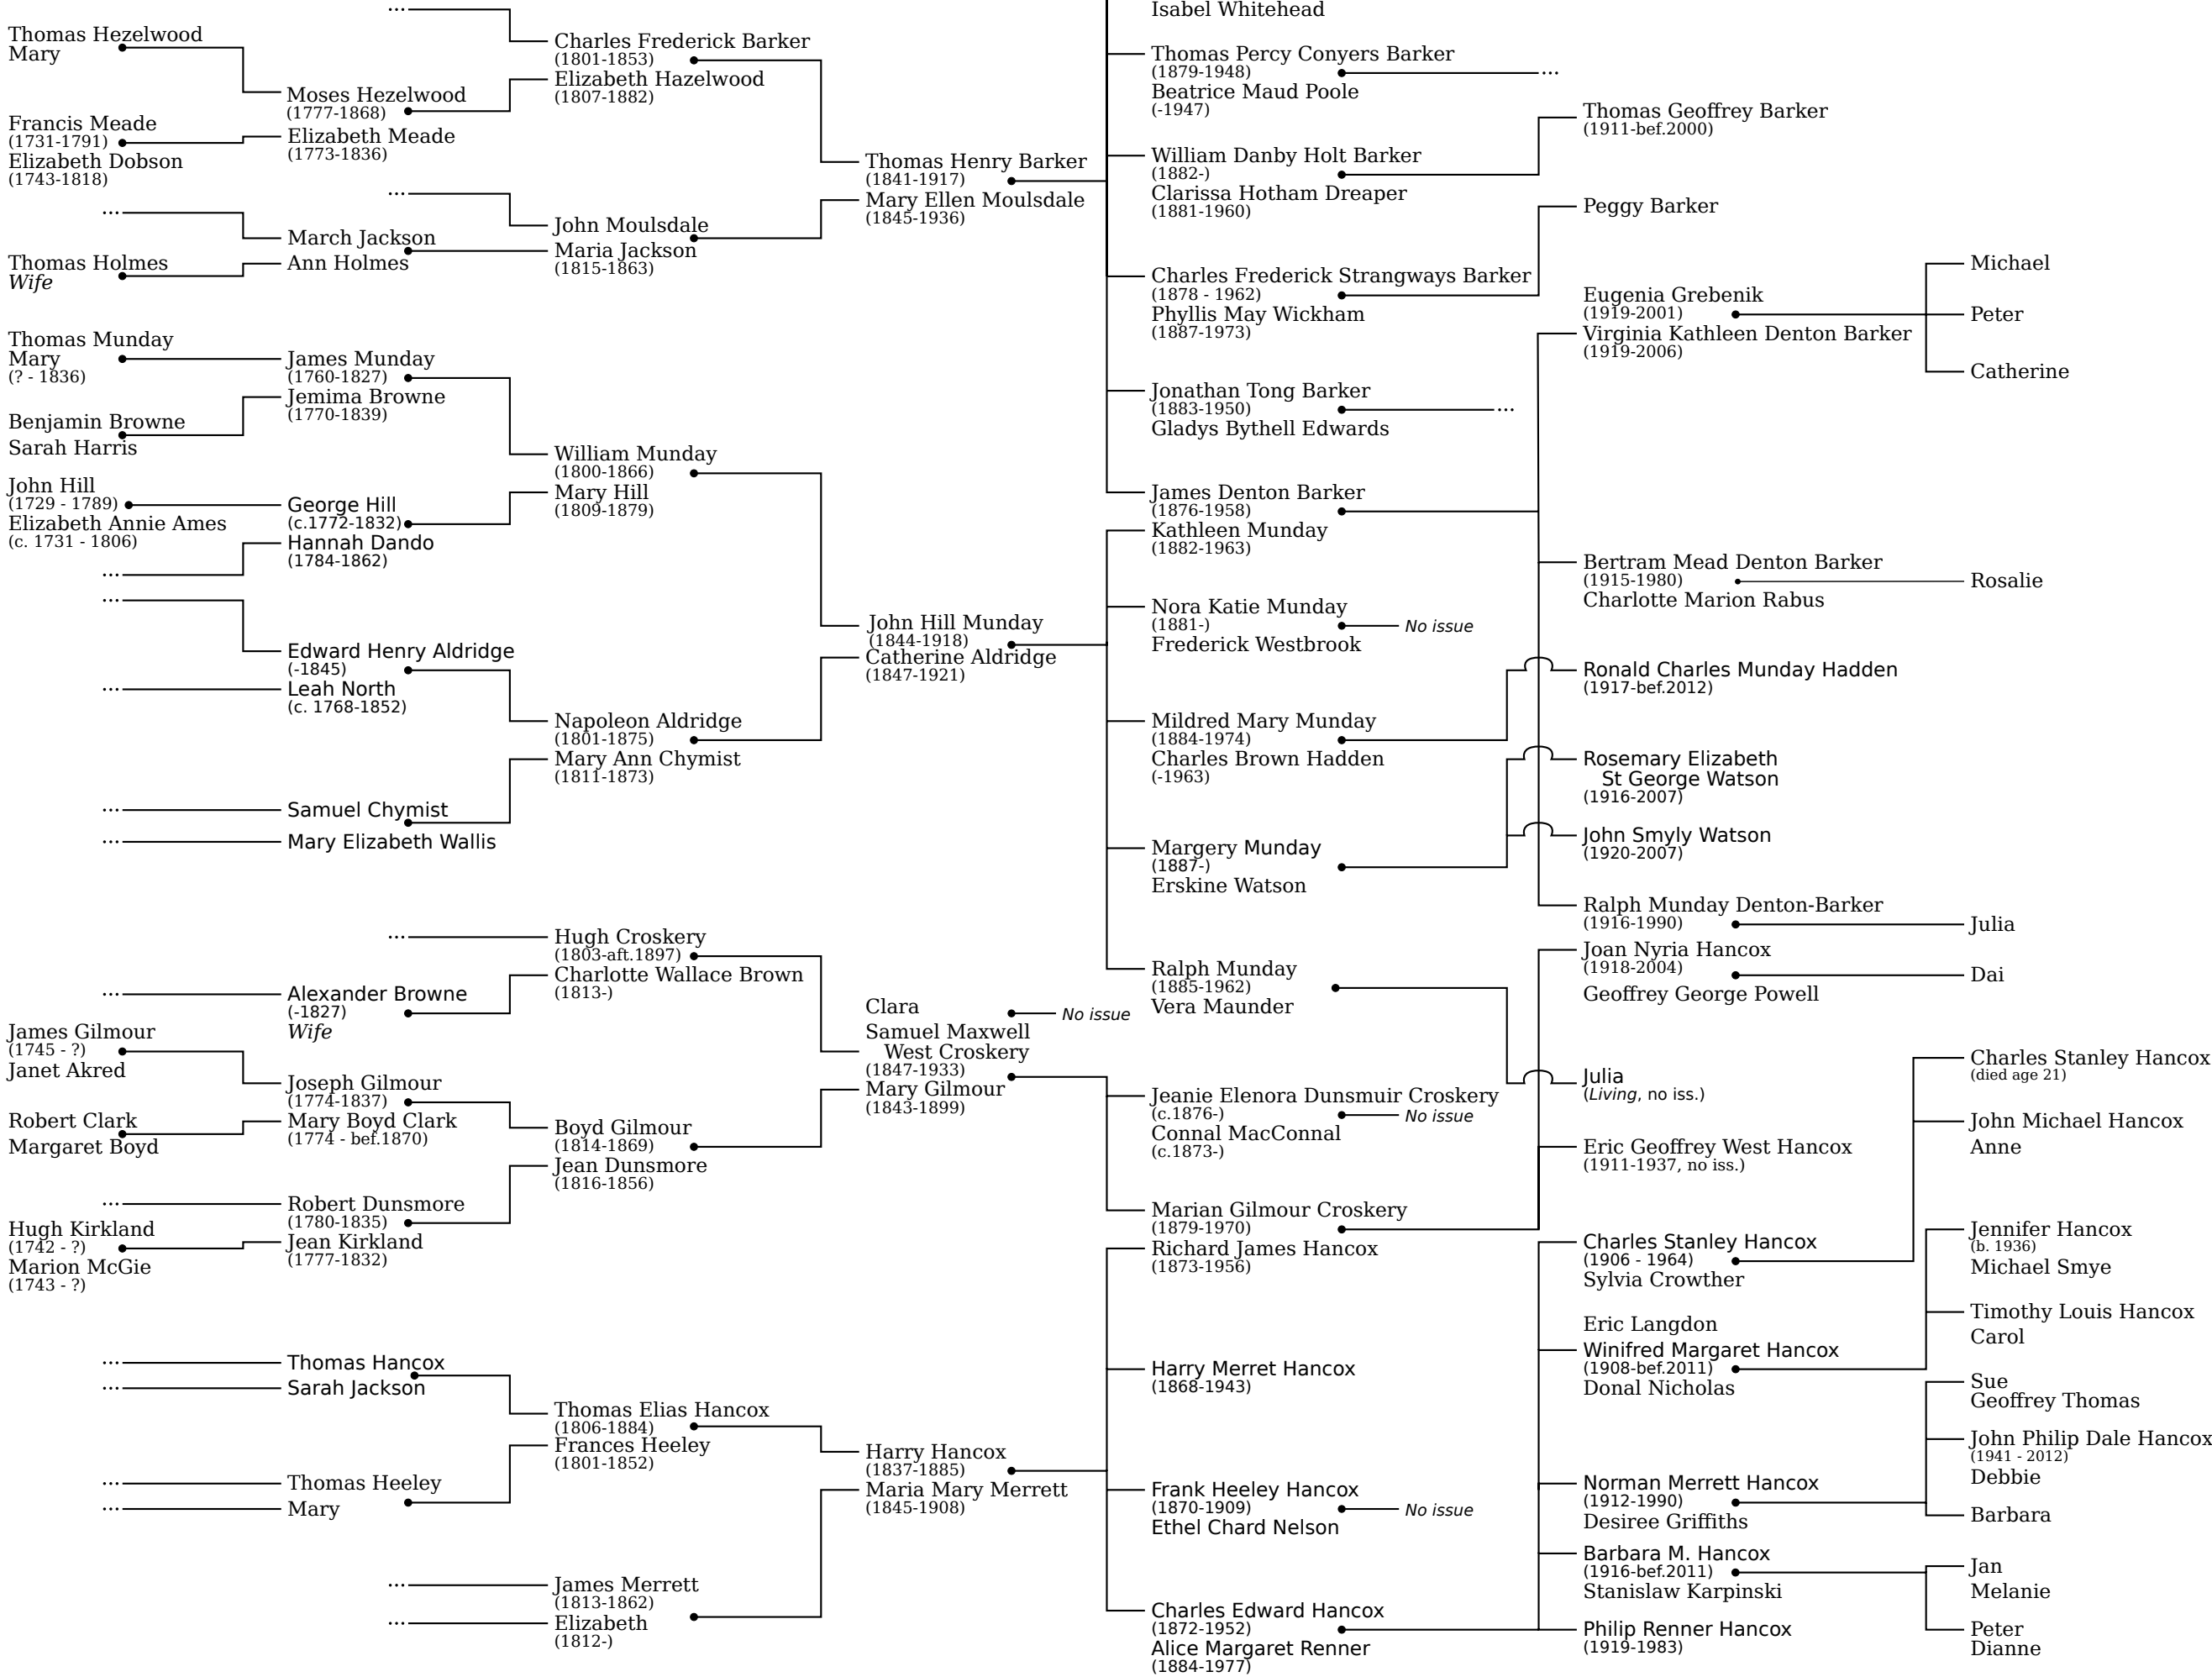 ...
Thomas Hezelwood
Mary
Francis Meade
(1731-1791)
Elizabeth Dobson
(1743-1818)
...
Thomas Holmes
Wife
Thomas Munday
Mary
(? - 1836)
Benjamin Browne
Sarah Harris
John Hill
(1729 - 1789)
Elizabeth Annie Ames
(c. 1731 - 1806)
...
...
...
...
...
...
James Gilmour
(1745 - ?)
Janet Akred
Robert Clark
Margaret Boyd
...
Hugh Kirkland
(1742 - ?)
Marion McGie
(1743 - ?)
...
...
...
...
Moses Hezelwood
(1777-1868)
Elizabeth Meade
(1773-1836)
...
March Jackson
Ann Holmes
James Munday
(1760-1827)
Jemima Browne
(1770-1839)
George Hill
(c.1772-1832)
Hannah Dando
(1784-1862)
Edward Henry Aldridge
(-1845)
Leah North
(c. 1768-1852)
Samuel Chymist
Mary Elizabeth Wallis
...
Alexander Browne
(-1827)
Wife
Joseph Gilmour
(1774-1837)
Mary Boyd Clark
(1774 - bef.1870)
Robert Dunsmore
(1780-1835)
Jean Kirkland
(1777-1832)
Thomas Hancox
Sarah Jackson
Thomas Heeley
Mary
...
...
Charles Frederick Barker
(1801-1853)
Elizabeth Hazelwood
(1807-1882)
John Moulsdale
Maria Jackson
(1815-1863)
William Munday
(1800-1866)
Mary Hill
(1809-1879)
Napoleon Aldridge
(1801-1875)
Mary Ann Chymist
(1811-1873)
Hugh Croskery
(1803-aft.1897)
Charlotte Wallace Brown
(1813-)
Boyd Gilmour
(1814-1869)
Jean Dunsmore
(1816-1856)
Thomas Elias Hancox
(1806-1884)
Frances Heeley
(1801-1852)
James Merrett
(1813-1862)
Elizabeth
(1812-)
Thomas Henry Barker
(1841-1917)
Mary Ellen Moulsdale
(1845-1936)
John Hill Munday
(1844-1918)
Catherine Aldridge
(1847-1921)
Clara
No issue
Samuel Maxwell
West Croskery
(1847-1933)
Mary Gilmour
(1843-1899)
Harry Hancox
(1837-1885)
Maria Mary Merrett
(1845-1908)
Isabel Whitehead
Thomas Percy Conyers Barker
(1879-1948)
...
Beatrice Maud Poole
(-1947)
William Danby Holt Barker
(1882-)
Clarissa Hotham Dreaper
(1881-1960)
Charles Frederick Strangways Barker
(1878 - 1962)
Phyllis May Wickham
(1887-1973)
Jonathan Tong Barker
(1883-1950)
...
Gladys Bythell Edwards
James Denton Barker
(1876-1958)
Kathleen Munday
(1882-1963)
Nora Katie Munday
(1881-)
No issue
Frederick Westbrook
Mildred Mary Munday
(1884-1974)
Charles Brown Hadden
(-1963)
Margery Munday
(1887-)
Erskine Watson
Ralph Munday
(1885-1962)
Vera Maunder
Jeanie Elenora Dunsmuir Croskery
(c.1876-)
No issue
Connal MacConnal
(c.1873-)
Marian Gilmour Croskery
(1879-1970)
Richard James Hancox
(1873-1956)
Harry Merret Hancox
(1868-1943)
Frank Heeley Hancox
(1870-1909)
No issue
Ethel Chard Nelson
Charles Edward Hancox
(1872-1952)
Alice Margaret Renner
(1884-1977)
Thomas Geoffrey Barker
(1911-bef.2000)
Peggy Barker
Eugenia Grebenik
(1919-2001)
Virginia Kathleen Denton Barker
(1919-2006)
Bertram Mead Denton Barker
(1915-1980)
Charlotte Marion Rabus
Ronald Charles Munday Hadden
(1917-bef.2012)
Rosemary Elizabeth
St George Watson
(1916-2007)
John Smyly Watson
(1920-2007)
Ralph Munday Denton-Barker
(1916-1990)
Joan Nyria Hancox
(1918-2004)
Geoffrey George Powell
Julia
(Living, no iss.)
Eric Geoffrey West Hancox
(1911-1937, no iss.)
Charles Stanley Hancox
(1906 - 1964)
Sylvia Crowther
Eric Langdon
Winifred Margaret Hancox
(1908-bef.2011)
Donal Nicholas
Norman Merrett Hancox
(1912-1990)
Desiree Griffiths
Barbara M. Hancox
(1916-bef.2011)
Stanislaw Karpinski
Philip Renner Hancox
(1919-1983)
Michael
Peter
Catherine
Rosalie
Julia
Dai
Charles Stanley Hancox
(died age 21)
John Michael Hancox
Anne
Jennifer Hancox
(b. 1936)
Michael Smye
Timothy Louis Hancox
Carol
Sue
Geoffrey Thomas
John Philip Dale Hancox
(1941 - 2012)
Debbie
Barbara
Jan
Melanie
Peter
Dianne